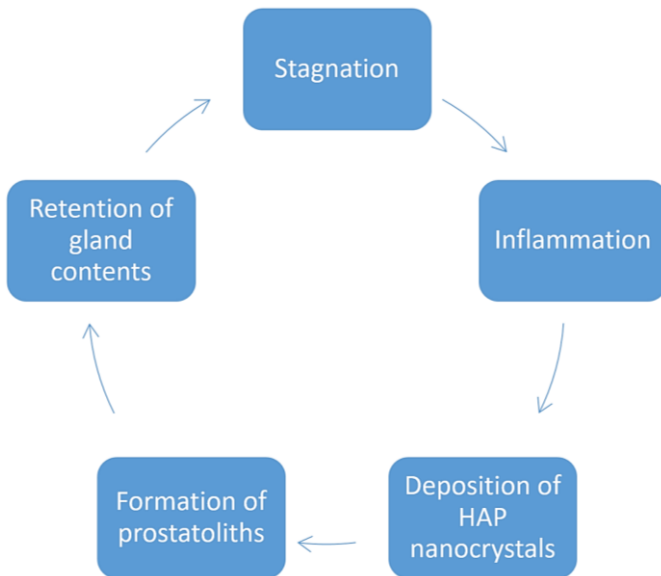 Stagnation
Inflammation
Deposition of
HAP
nanocrystals
Formation of
prostatoliths
Retention of
gland
contents